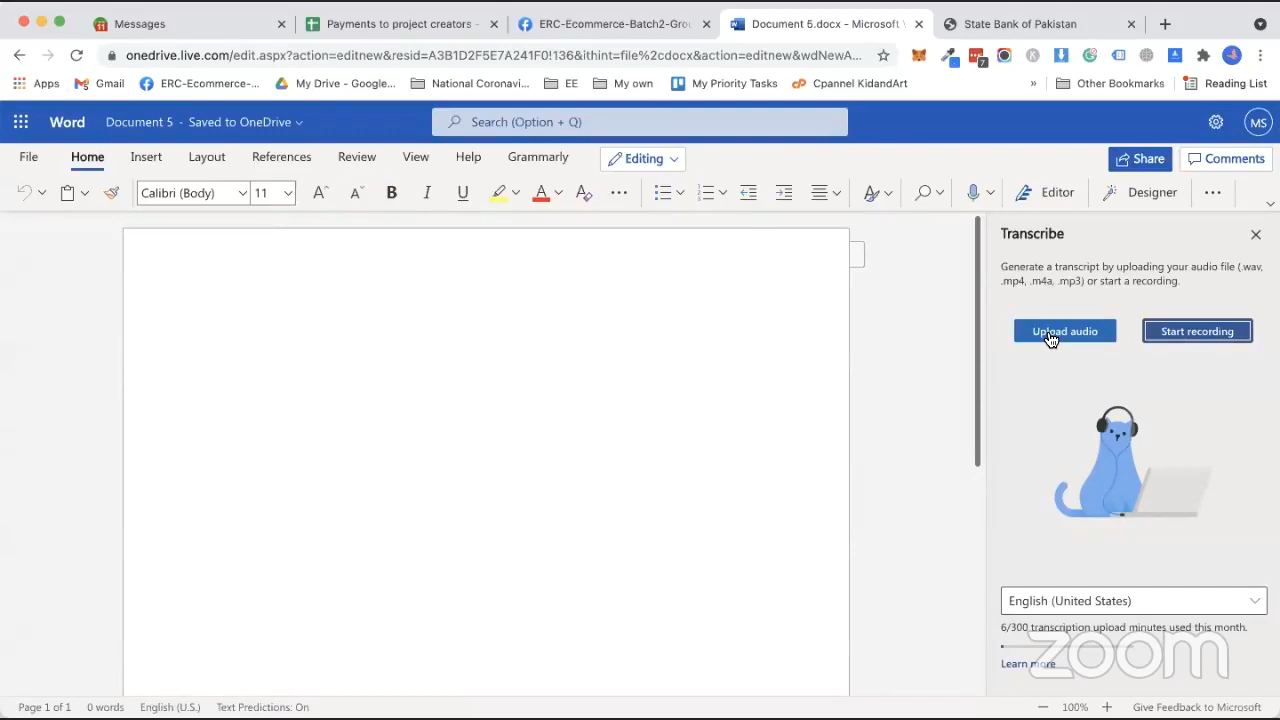 Messages
Payments to project creators -
ERC-Ecommerce-Batch2-Grou
Document 5.docx - Microsoft
State Bank of Pakistan
onedrive.live.com/edit.aspx?action=editnew&resid=A3B1D2F5E7A241F0!136&ithint=file%2cdocx&action=editnew&wdNewA...
7
Apps
Gmail
ERC-Ecommerce-...
My Drive - Google...
National Coronavi...
EE
My own
My Priority Tasks
Cpannel KidandArt
»
Other Bookmarks
Reading List
Word
Document 5 - Saved to OneDrive
Search (Option + Q)
MS
File
Home
Insert
Layout
References
Review
View
Help
Grammarly
Editing
Share
Comments
Calibri (Body)
11
B
I
U
Editor
Designer
Transcribe
Generate a transcript by uploading your audio file (.wav,
.mp4, .m4a, .mp3) or start a recording.
Upload audio
Start recording
English (United States)
6/300 transcription upload minutes used this month.
Learn more
zoom
Page 1 of 1
0 words
English (U.S.)
Text Predictions: On
100%
Give Feedback to Microsoft